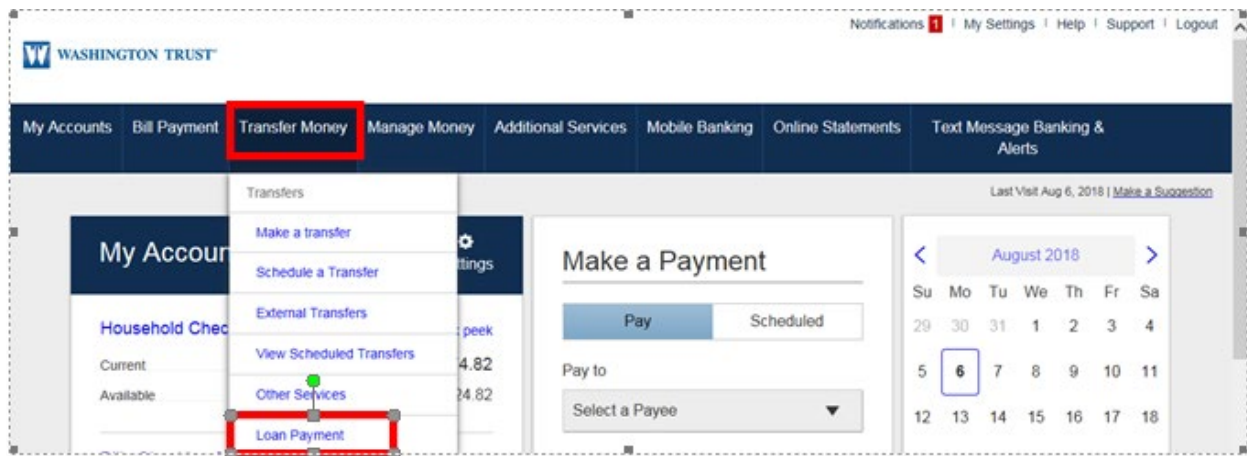 Notifications 1 | My Settings | Help | Support | Logout
W WASHINGTON TRUST
My Accounts Bill Payment Transfer Money Manage Money Additional Services Mobile Banking Online Statements Text Message Banking &
Alerts
Last Visit Aug 6, 2018 | Make a Suggestion
Transfers
Make a transfer
Schedule a Transfer
External Transfers
View Scheduled Transfers
Other Services
Loan Payment
My Accoun
ttings
Household Chec
peek
Current 4.82
Available 24.82
Make a Payment
Pay Scheduled
Pay to
Select a Payee
< August 2018 >
Su Mo Tu We Th Fr Sa
29 30 31 1 2 3 4
5 6 7 8 9 10 11
12 13 14 15 16 17 18